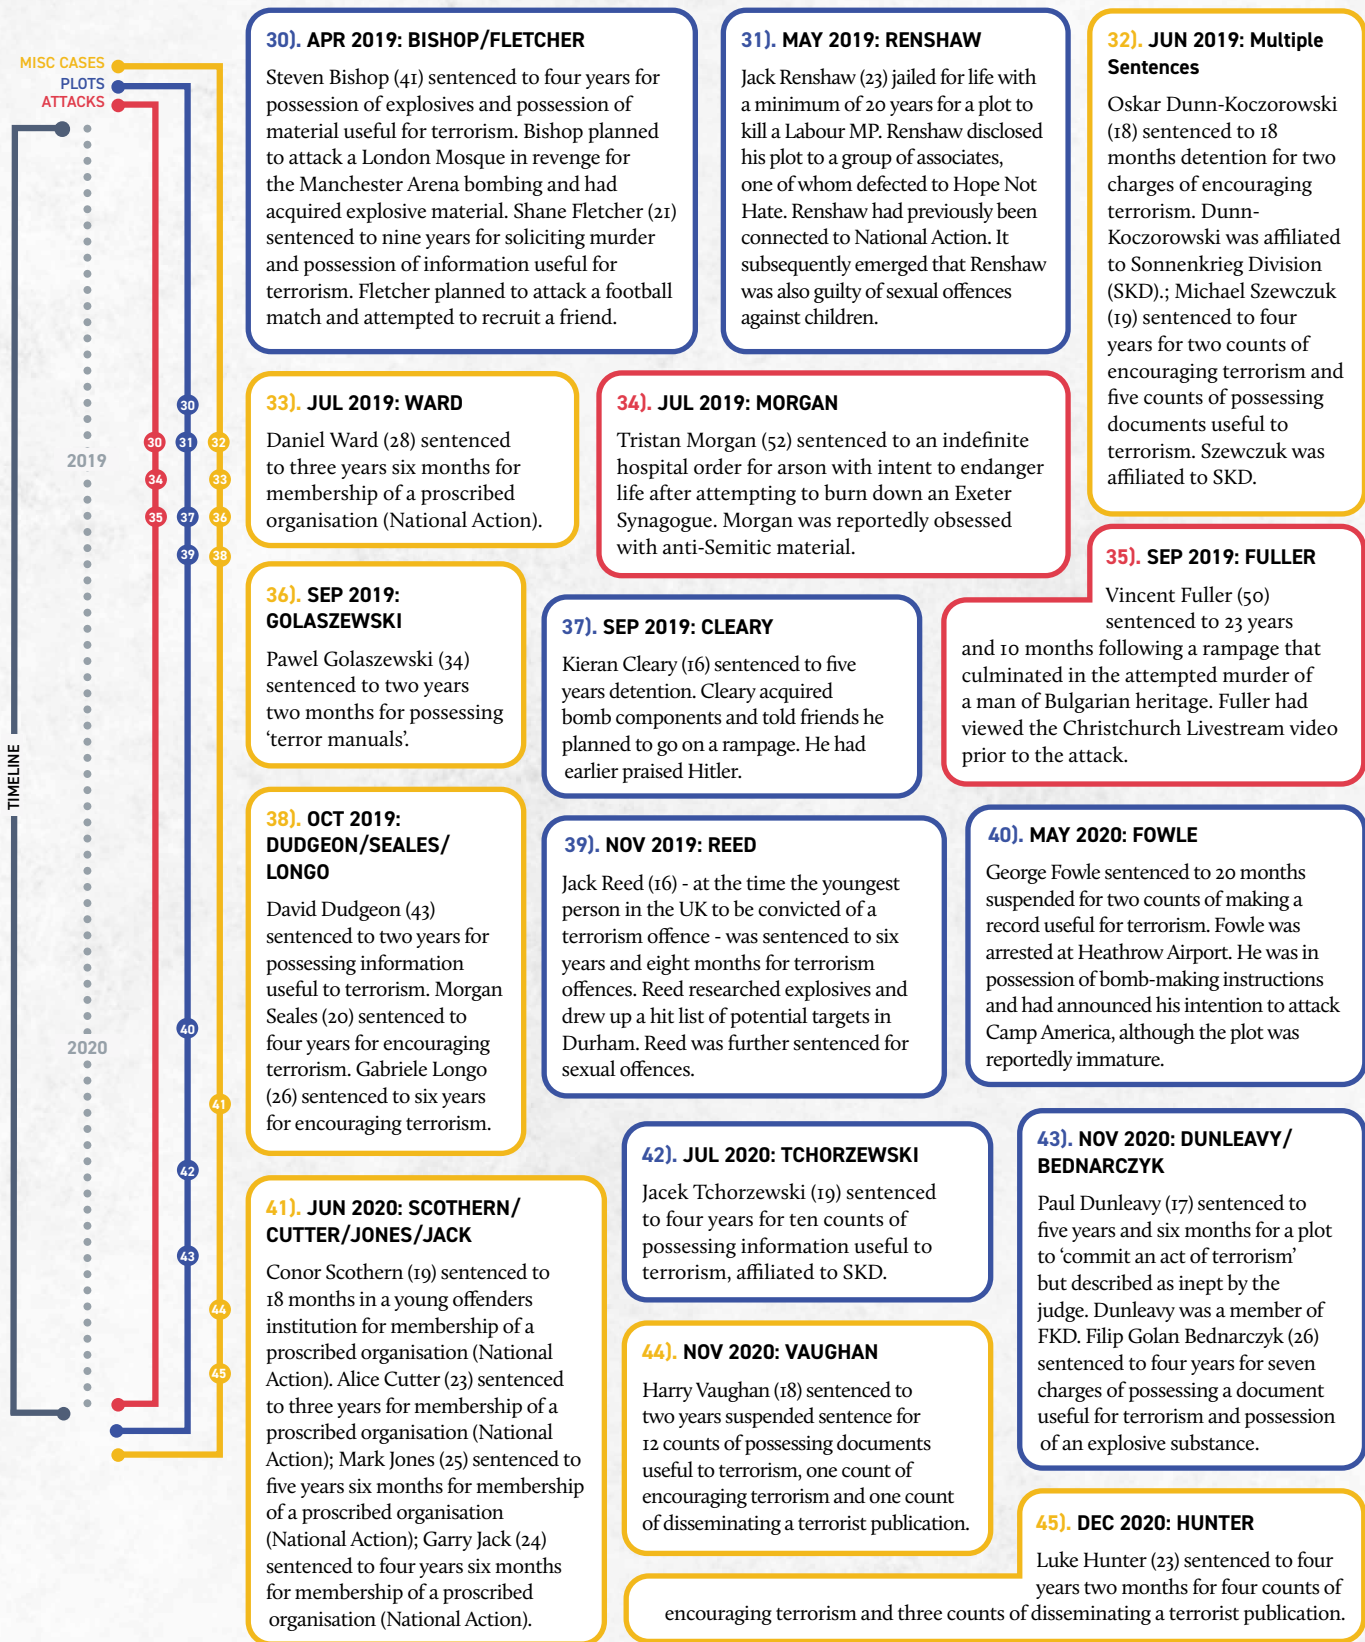 MISC CASES
PLOTS
ATTACKS
TIMELINE
2019
2020
30
34
35
30
31
37
39
40
42
43
32
33
36
38
41
44
45
30). APR 2019: BISHOP/FLETCHER
Steven Bishop (41) sentenced to four years for
possession of explosives and possession of
material useful for terrorism. Bishop planned
to attack a London Mosque in revenge for
the Manchester Arena bombing and had
acquired explosive material. Shane Fletcher (21)
sentenced to nine years for soliciting murder
and possession of information useful for
terrorism. Fletcher planned to attack a football
match and attempted to recruit a friend.
31). MAY 2019: RENSHAW
Jack Renshaw (23) jailed for life with
a minimum of 20 years for a plot to
kill a Labour MP. Renshaw disclosed
his plot to a group of associates,
one of whom defected to Hope Not
Hate. Renshaw had previously been
connected to National Action. It
subsequently emerged that Renshaw
was also guilty of sexual offences
against children.
32). JUN 2019: Multiple
Sentences
Oskar Dunn-Koczorowski
(18) sentenced to 18
months detention for two
charges of encouraging
terrorism. Dunn-
Koczorowski was affiliated
to Sonnenkrieg Division
(SKD).; Michael Szewczuk
(19) sentenced to four
years for two counts of
encouraging terrorism and
five counts of possessing
documents useful to
terrorism. Szewczuk was
affiliated to SKD.
33). JUL 2019: WARD
Daniel Ward (28) sentenced
to three years six months for
membership of a proscribed
organisation (National Action).
34). JUL 2019: MORGAN
Tristan Morgan (52) sentenced to an indefinite
hospital order for arson with intent to endanger
life after attempting to burn down an Exeter
Synagogue. Morgan was reportedly obsessed
with anti-Semitic material.
35). SEP 2019: FULLER
Vincent Fuller (50)
sentenced to 23 years
and 10 months following a rampage that
culminated in the attempted murder of
a man of Bulgarian heritage. Fuller had
viewed the Christchurch Livestream video
prior to the attack.
36). SEP 2019:
GOLASZEWSKI
Pawel Golaszewski (34)
sentenced to two years
two months for possessing
‘terror manuals’.
37). SEP 2019: CLEARY
Kieran Cleary (16) sentenced to five
years detention. Cleary acquired
bomb components and told friends he
planned to go on a rampage. He had
earlier praised Hitler.
38). OCT 2019:
DUDGEON/SEALES/
LONGO
David Dudgeon (43)
sentenced to two years for
possessing information
useful to terrorism. Morgan
Seales (20) sentenced to
four years for encouraging
terrorism. Gabriele Longo
(26) sentenced to six years
for encouraging terrorism.
39). NOV 2019: REED
Jack Reed (16) - at the time the youngest
person in the UK to be convicted of a
terrorism offence - was sentenced to six
years and eight months for terrorism
offences. Reed researched explosives and
drew up a hit list of potential targets in
Durham. Reed was further sentenced for
sexual offences.
40). MAY 2020: FOWLE
George Fowle sentenced to 20 months
suspended for two counts of making a
record useful for terrorism. Fowle was
arrested at Heathrow Airport. He was in
possession of bomb-making instructions
and had announced his intention to attack
Camp America, although the plot was
reportedly immature.
41). JUN 2020: SCOTHERN/
CUTTER/JONES/JACK
Conor Scothern (19) sentenced to
18 months in a young offenders
institution for membership of a
proscribed organisation (National
Action). Alice Cutter (23) sentenced
to three years for membership of a
proscribed organisation (National
Action); Mark Jones (25) sentenced to
five years six months for membership
of a proscribed organisation
(National Action); Garry Jack (24)
sentenced to four years six months
for membership of a proscribed
organisation (National Action).
42). JUL 2020: TCHORZEWSKI
Jacek Tchorzewski (19) sentenced
to four years for ten counts of
possessing information useful to
terrorism, affiliated to SKD.
43). NOV 2020: DUNLEAVY/
BEDNARCZYK
Paul Dunleavy (17) sentenced to
five years and six months for a plot
to ‘commit an act of terrorism’
but described as inept by the
judge. Dunleavy was a member of
FKD. Filip Golan Bednarczyk (26)
sentenced to four years for seven
charges of possessing a document
useful for terrorism and possession
of an explosive substance.
44). NOV 2020: VAUGHAN
Harry Vaughan (18) sentenced to
two years suspended sentence for
12 counts of possessing documents
useful to terrorism, one count of
encouraging terrorism and one count
of disseminating a terrorist publication.
45). DEC 2020: HUNTER
Luke Hunter (23) sentenced to four
years two months for four counts of
encouraging terrorism and three counts of disseminating a terrorist publication.